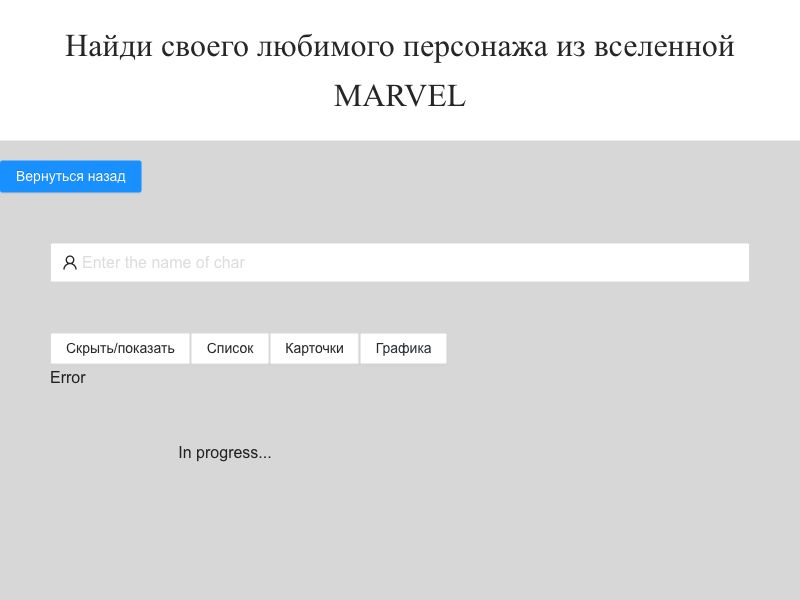 Найди своего любимого персонажа из вселенной
MARVEL
Вернуться назад
Enter the name of char
Скрыть/показать Список Карточки Графика
Error
In progress...